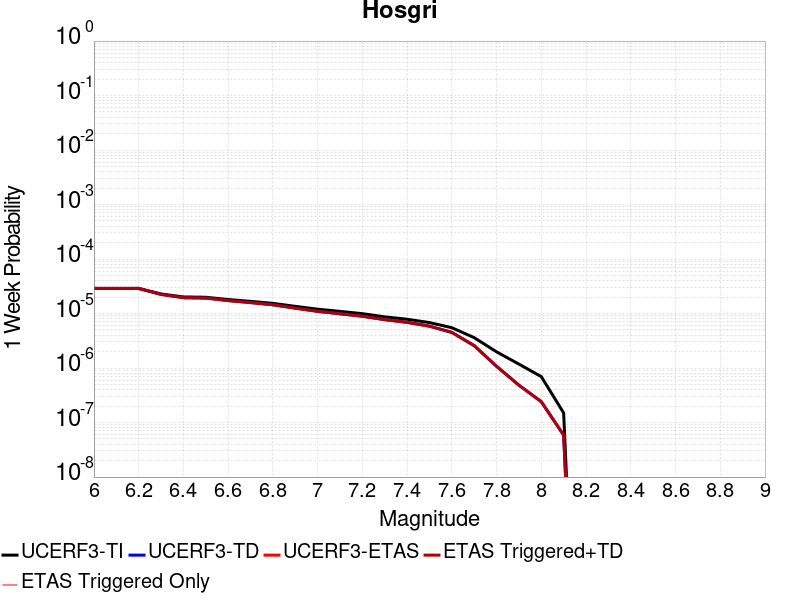 Hosgri
10^0
10^-1
10^-2
10^-3
10^-4
10^-5
10^-6
10^-7
10^-8
1 Week Probability
6 6.2 6.4 6.6 6.8 7 7.2 7.4 7.6 7.8 8 8.2 8.4 8.6 8.8 9
Magnitude
UCERF3-TI UCERF3-TD UCERF3-ETAS ETAS Triggered+TD
ETAS Triggered Only